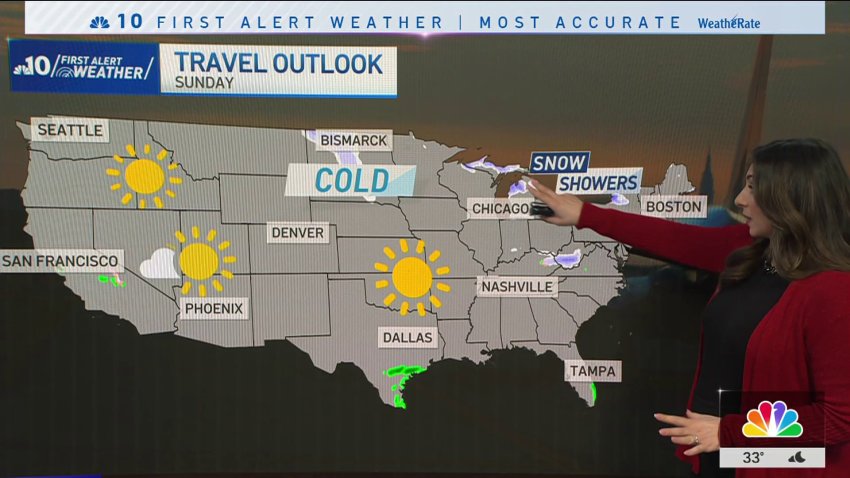 10 FIRST ALERT WEATHER | MOST ACCURATE WeatheRate
10 FIRST ALERT
WEATHER
TRAVEL OUTLOOK
SUNDAY
SEATTLE
BISMARCK
COLD
SNOW
SHOWERS
CHICAGO
BOSTON
DENVER
SAN FRANCISCO
NASHVILLE
PHOENIX
DALLAS
TAMPA
33°